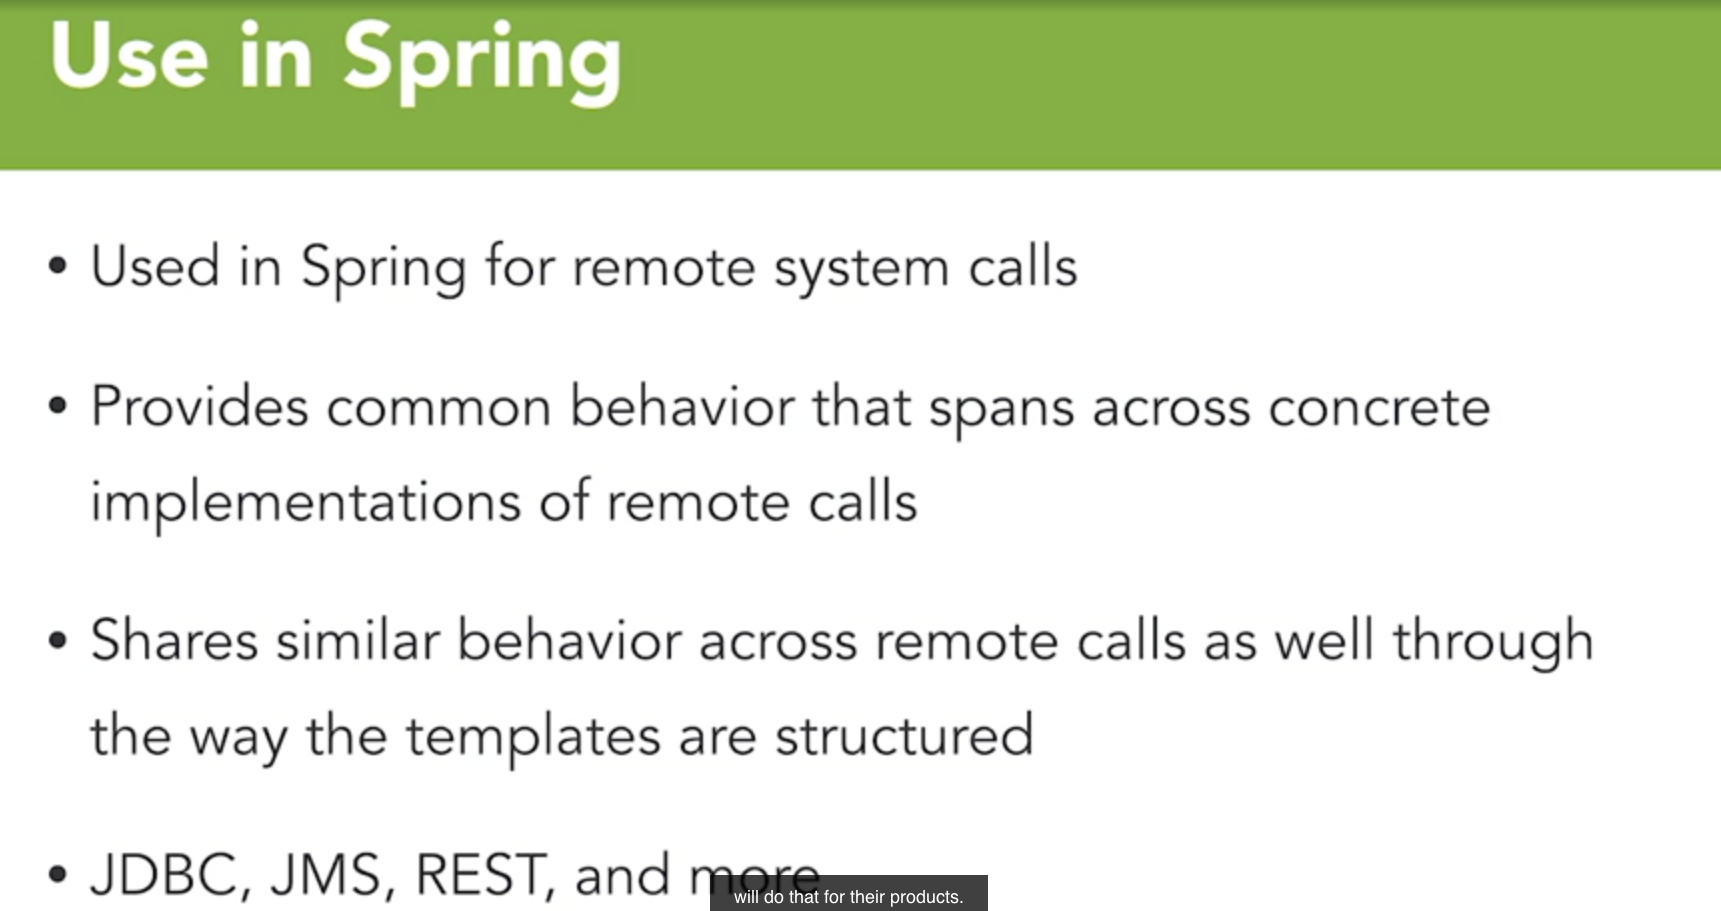 Use in Spring
• Used in Spring for remote system calls
• Provides common behavior that spans across concrete
implementations of remote calls
• Shares similar behavior across remote calls as well through
the way the templates are structured
• JDBC, JMS, REST, and more
will do that for their products.